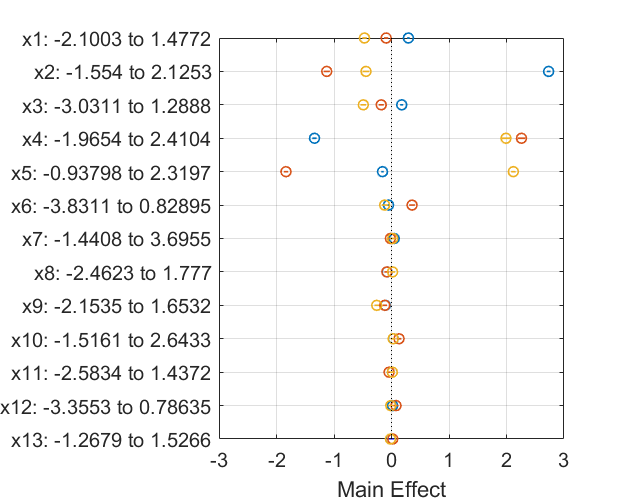 x1: -2.1003 to 1.4772
x2: -1.554 to 2.1253
x3: -3.0311 to 1.2888
x4: -1.9654 to 2.4104
x5: -0.93798 to 2.3197
x6: -3.8311 to 0.82895
x7: -1.4408 to 3.6955
x8: -2.4623 to 1.777
x9: -2.1535 to 1.6532
x10: -1.5161 to 2.6433
x11: -2.5834 to 1.4372
x12: -3.3553 to 0.78635
x13: -1.2679 to 1.5266
-3 -2 -1 0 1 2 3
Main Effect